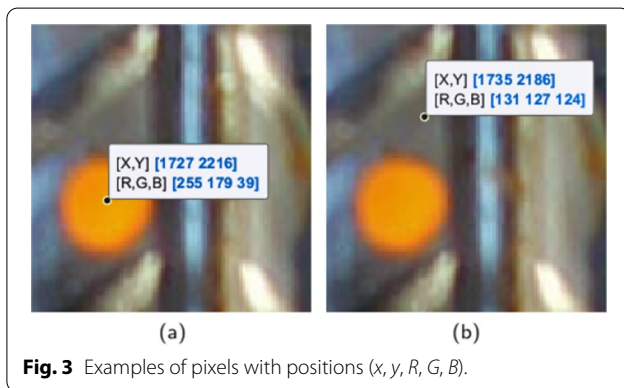 [X,Y] [1727 2216]
[R,G,B] [255 179 39]
[X,Y] [1735 2186]
[R,G,B] [131 127 124]
(a)
(b)
Fig. 3 Examples of pixels with positions (x, y, R, G, B).